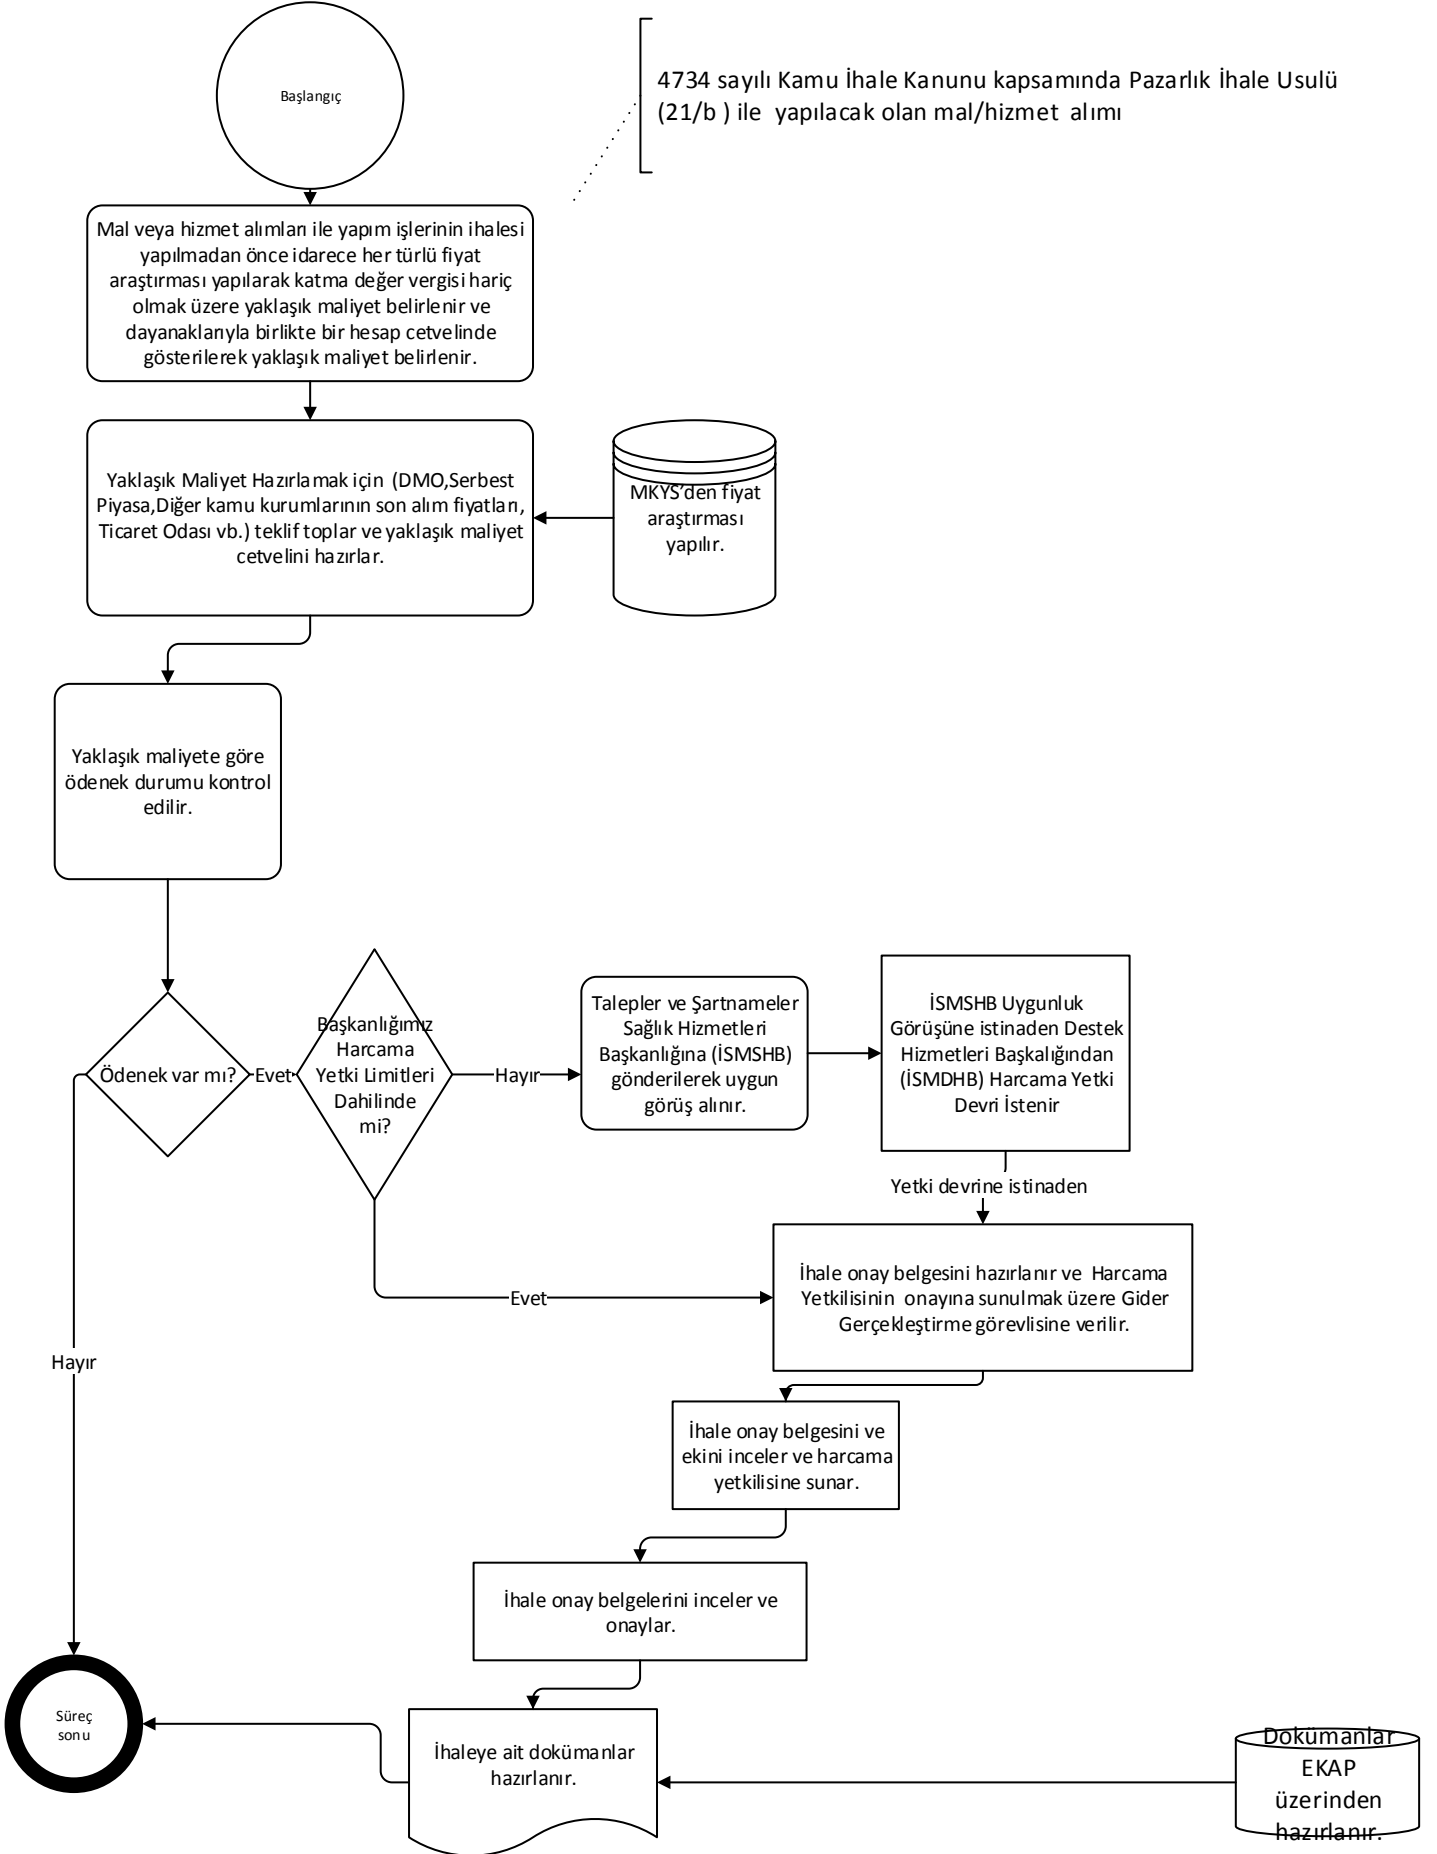 Başlangıç
4734 sayılı Kamu İhale Kanunu kapsamında Pazarlık İhale Usulü
(21/b ) ile yapılacak olan mal/hizmet alımı
Mal veya hizmet alımları ile yapım işlerinin ihalesi
yapılmadan önce idarece her türlü fiyat
araştırması yapılarak katma değer vergisi hariç
olmak üzere yaklaşık maliyet belirlenir ve
dayanaklarıyla birlikte bir hesap cetvelinde
gösterilerek yaklaşık maliyet belirlenir.
Yaklaşık Maliyet Hazırlamak için (DMO,Serbest
Piyasa,Diğer kamu kurumlarının son alım fiyatları,
Ticaret Odası vb.) teklif toplar ve yaklaşık maliyet
cetvelini hazırlar.
MKYS’den fiyat
araştırması
yapılır.
Yaklaşık maliyete göre
ödenek durumu kontrol
edilir.
Ödenek var mı?
Evet
Başkanlığımız
Harcama
Yetki Limitleri
Dahilinde
mi?
Hayır
Talepler ve Şartnameler
Sağlık Hizmetleri
Başkanlığına (İSMSHB)
gönderilerek uygun
görüş alınır.
İSMSHB Uygunluk
Görüşüne istinaden Destek
Hizmetleri Başkalığından
(İSMDHB) Harcama Yetki
Devri İstenir
Yetki devrine istinaden
Evet
İhale onay belgesini hazırlanır ve Harcama
Yetkilisinin onayına sunulmak üzere Gider
Gerçekleştirme görevlisine verilir.
Hayır
İhale onay belgesini ve
ekini inceler ve harcama
yetkilisine sunar.
İhale onay belgelerini inceler ve
onaylar.
Süreç
sonu
İhaleye ait dokümanlar
hazırlanır.
Dokümanlar
EKAP
üzerinden
hazırlanır.